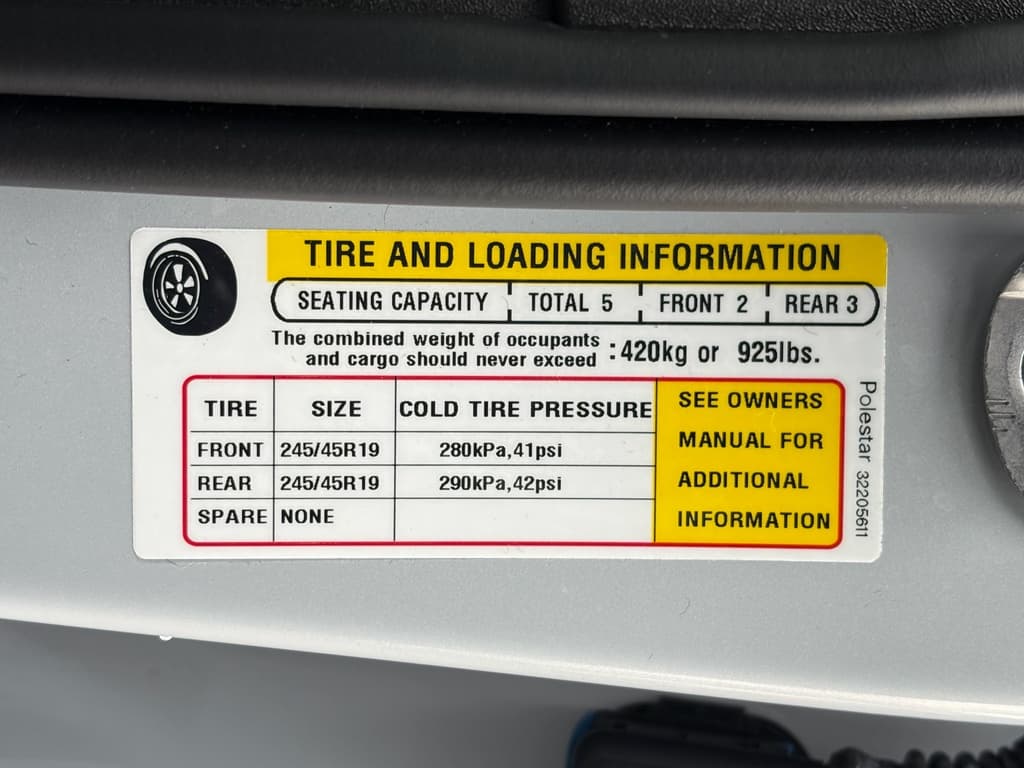 TIRE AND LOADING INFORMATION
SEATING CAPACITY TOTAL 5 FRONT 2 REAR 3
The combined weight of occupants
and cargo should never exceed :420kg or 925lbs.
TIRE SIZE COLD TIRE PRESSURE
FRONT 245/45R19 280kPa,41psi
REAR 245/45R19 290kPa,42psi
SPARE NONE
SEE OWNERS
MANUAL FOR
ADDITIONAL
INFORMATION
Polestar 32205611